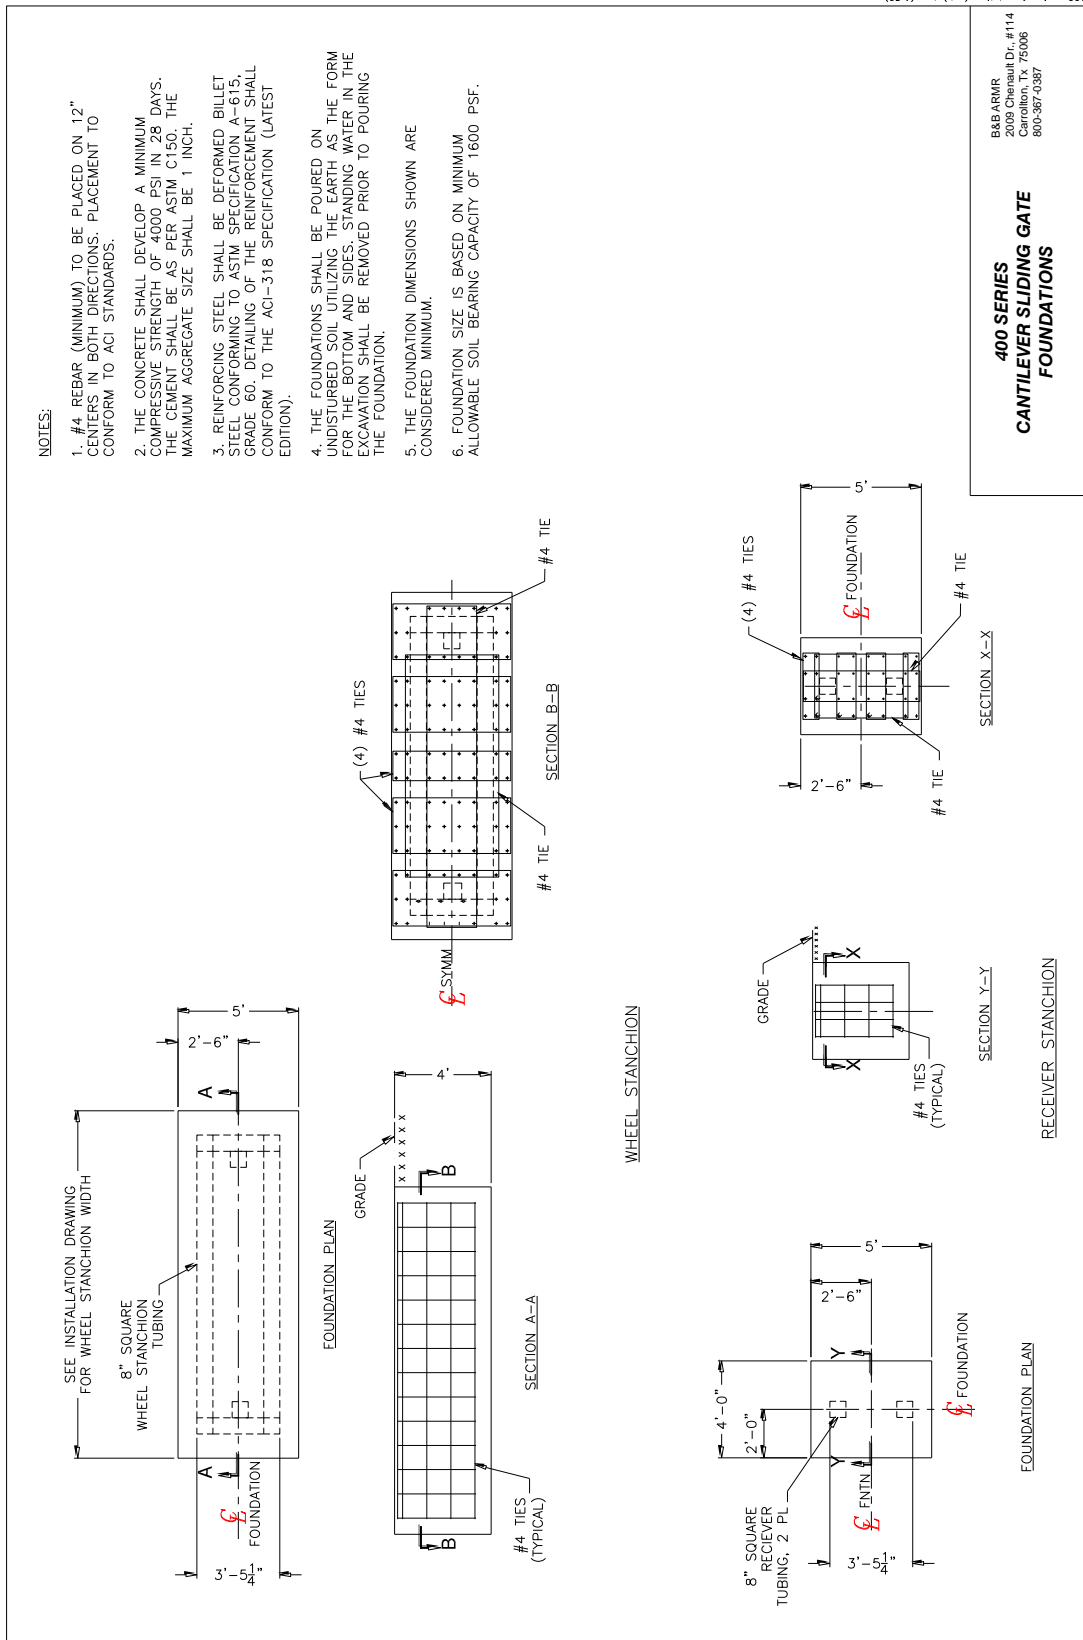 NOTES:
1. #4 REBAR (MINIMUM) TO BE PLACED ON 12"
CENTERS IN BOTH DIRECTIONS. PLACEMENT TO
CONFORM TO ACI STANDARDS.
2. THE CONCRETE SHALL DEVELOP A MINIMUM
COMPRESSIVE STRENGTH OF 4000 PSI IN 28 DAYS.
THE CEMENT SHALL BE AS PER ASTM C150. THE
MAXIMUM AGGREGATE SIZE SHALL BE 1 INCH.
3. REINFORCING STEEL SHALL BE DEFORMED BILLET
STEEL CONFORMING TO ASTM SPECIFICATION A-615,
GRADE 60. DETAILING OF THE REINFORCEMENT SHALL
CONFORM TO THE ACI-318 SPECIFICATION (LATEST
EDITION).
4. THE FOUNDATIONS SHALL BE POURED ON
UNDISTURBED SOIL UTILIZING THE EARTH AS THE FORM
FOR THE BOTTOM AND SIDES. STANDING WATER IN THE
EXCAVATION SHALL BE REMOVED PRIOR TO POURING
THE FOUNDATION.
5. THE FOUNDATION DIMENSIONS SHOWN ARE
CONSIDERED MINIMUM.
6. FOUNDATION SIZE IS BASED ON MINIMUM
ALLOWABLE SOIL BEARING CAPACITY OF 1600 PSF.
SEE INSTALLATION DRAWING
FOR WHEEL STANCHION WIDTH
8" SQUARE
WHEEL STANCHION
TUBING
A
A
2'-6"
5'
℄
FOUNDATION
3'-5¼"
FOUNDATION PLAN
GRADE
x x x x x x
4'
B
B
#4 TIES
(TYPICAL)
SECTION A-A
(4) #4 TIES
℄ SYMM
#4 TIE
#4 TIE
SECTION B-B
WHEEL STANCHION
4'-0"
2'-0"
8" SQUARE
RECIEVER
TUBING, 2 PL
Y
Y
2'-6"
5'
℄ FNTN
℄ FOUNDATION
3'-5¼"
FOUNDATION PLAN
GRADE
x x x x x
X
X
#4 TIES
(TYPICAL)
SECTION Y-Y
(4) #4 TIES
5'
℄ FOUNDATION
2'-6"
#4 TIE
#4 TIE
SECTION X-X
RECEIVER STANCHION
400 SERIES
CANTILEVER SLIDING GATE
FOUNDATIONS
B&B ARMR
2009 Chenault Dr., #114
Carrollton, Tx 75006
800-367-0387